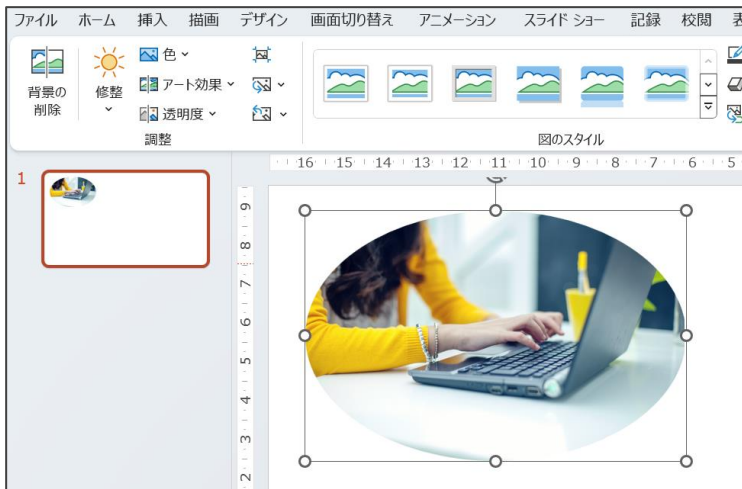 ファイル ホーム 挿入 描画 デザイン 画面切り替え アニメーション スライド ショー 記録 校閲
背景の
削除
修整
色
アート効果
透明度
調整
図のスタイル
16 15 14 13 12 11 10 9 8 7 6 5
1
9
8
7
6
5
4
3
2